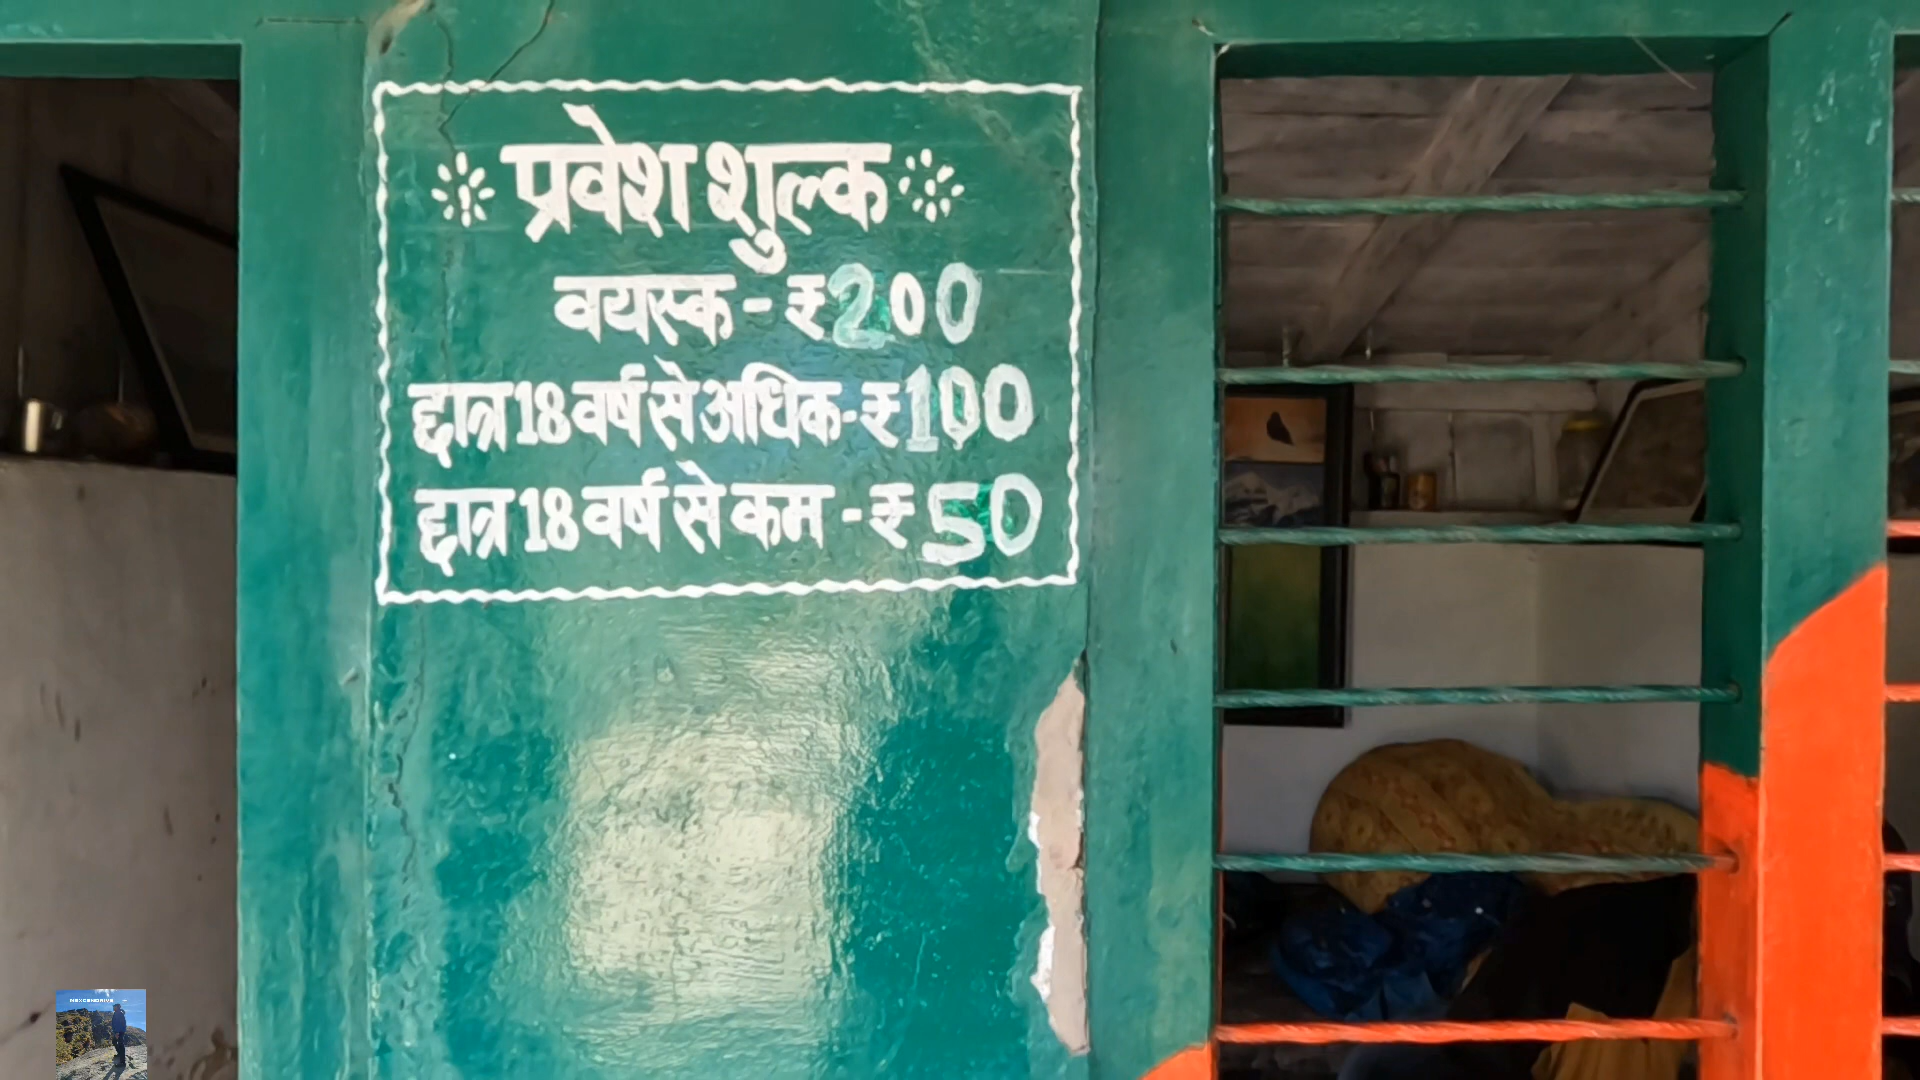 प्रवेश शुल्क
वयस्क - ₹200
छात्र 18 वर्ष से अधिक - ₹100
छात्र 18 वर्ष से कम - ₹50